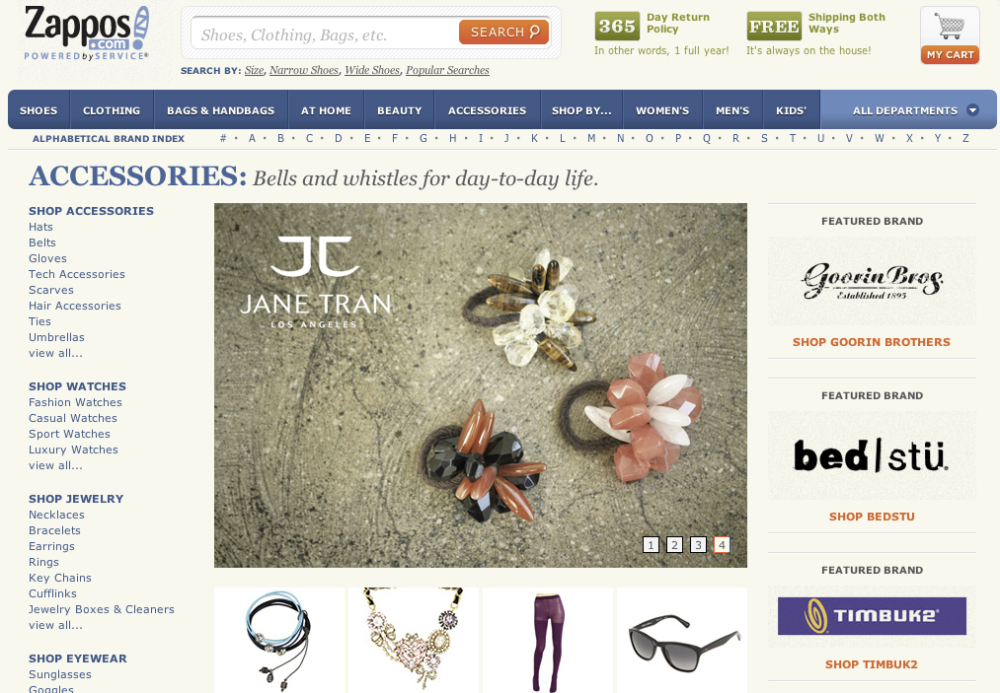 Zappos
.com
POWERED by SERVICE®
Shoes, Clothing, Bags, etc.
SEARCH
SEARCH BY: Size, Narrow Shoes, Wide Shoes, Popular Searches
365 Day Return Policy
In other words, 1 full year!
FREE Shipping Both Ways
It's always on the house!
MY CART
SHOES CLOTHING BAGS & HANDBAGS AT HOME BEAUTY ACCESSORIES SHOP BY... WOMEN'S MEN'S KIDS' ALL DEPARTMENTS
ALPHABETICAL BRAND INDEX # • A • B • C • D • E • F • G • H • I • J • K • L • M • N • O • P • Q • R • S • T • U • V • W • X • Y • Z
ACCESSORIES: Bells and whistles for day-to-day life.
SHOP ACCESSORIES
Hats
Belts
Gloves
Tech Accessories
Scarves
Hair Accessories
Ties
Umbrellas
view all...
SHOP WATCHES
Fashion Watches
Casual Watches
Sport Watches
Luxury Watches
view all...
SHOP JEWELRY
Necklaces
Bracelets
Earrings
Rings
Key Chains
Cufflinks
Jewelry Boxes & Cleaners
view all...
SHOP EYEWEAR
Sunglasses
Goggles
JT
JANE TRAN
LOS ANGELES
1 2 3 4
FEATURED BRAND
Goorin Bros.
Established 1895
SHOP GOORIN BROTHERS
FEATURED BRAND
bed|stü.
SHOP BEDSTU
FEATURED BRAND
TIMBUK2
SHOP TIMBUK2